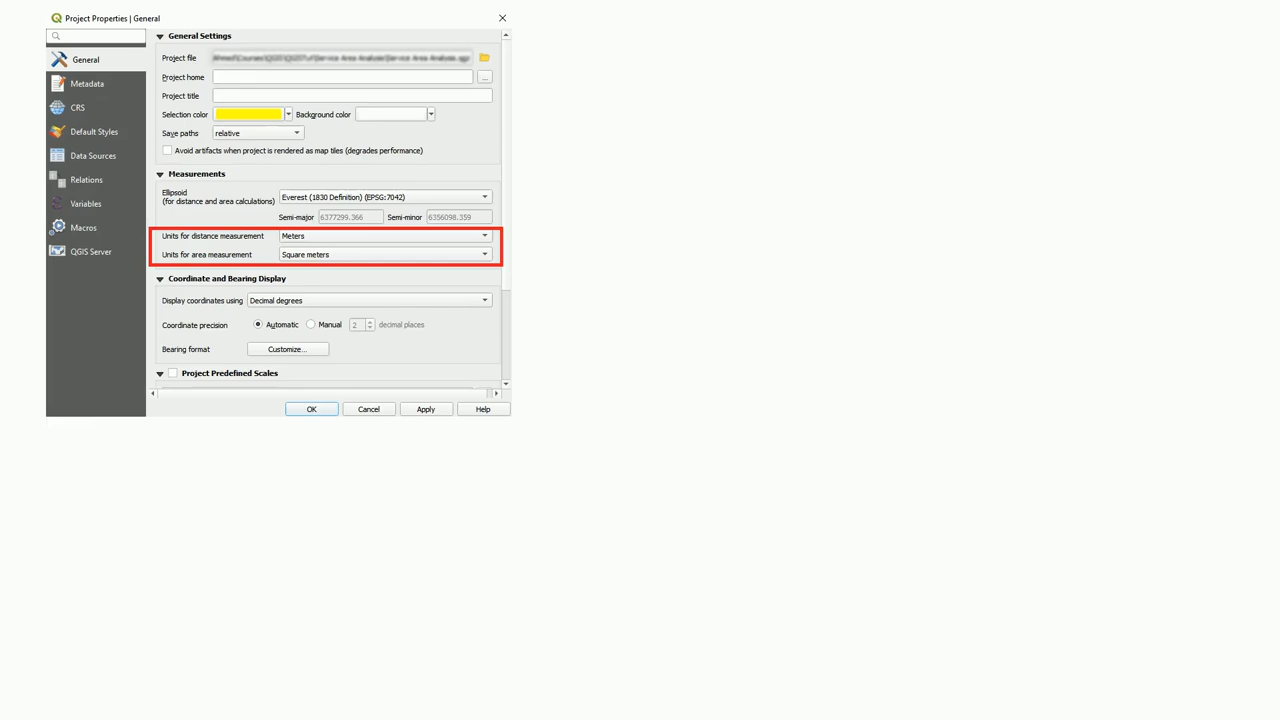 Project Properties | General
General
Metadata
CRS
Default Styles
Data Sources
Relations
Variables
Macros
QGIS Server
General Settings
Project file
Project home
...
Project title
Selection color
Background color
Save paths relative
Avoid artifacts when project is rendered as map tiles (degrades performance)
Measurements
Ellipsoid
(for distance and area calculations) Everest (1830 Definition) (EPSG:7042)
Semi-major 6377299.366 Semi-minor 6356098.359
Units for distance measurement Meters
Units for area measurement Square meters
Coordinate and Bearing Display
Display coordinates using Decimal degrees
Coordinate precision Automatic Manual 2 decimal places
Bearing format Customize...
Project Predefined Scales
OK Cancel Apply Help